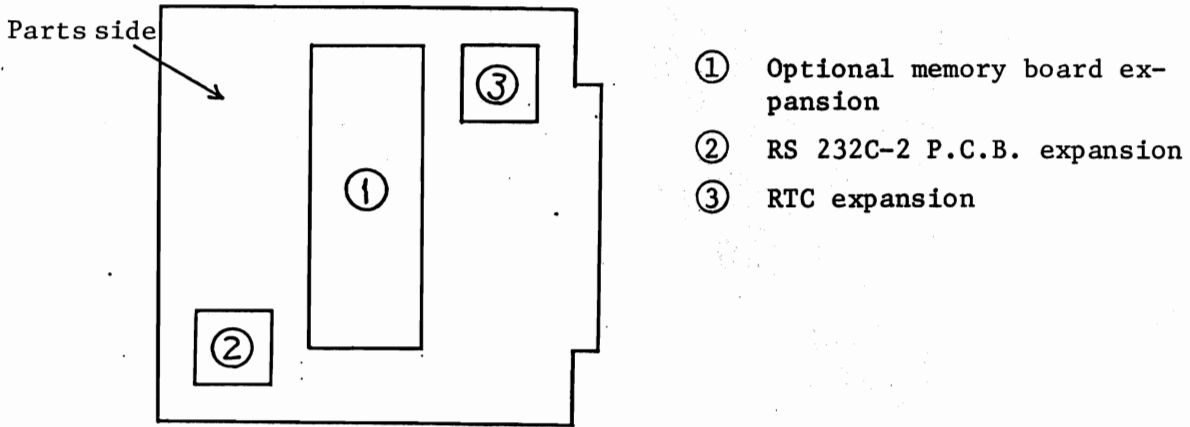 Parts side
③
①
②
① Optional memory board ex-
pansion
② RS 232C-2 P.C.B. expansion
③ RTC expansion